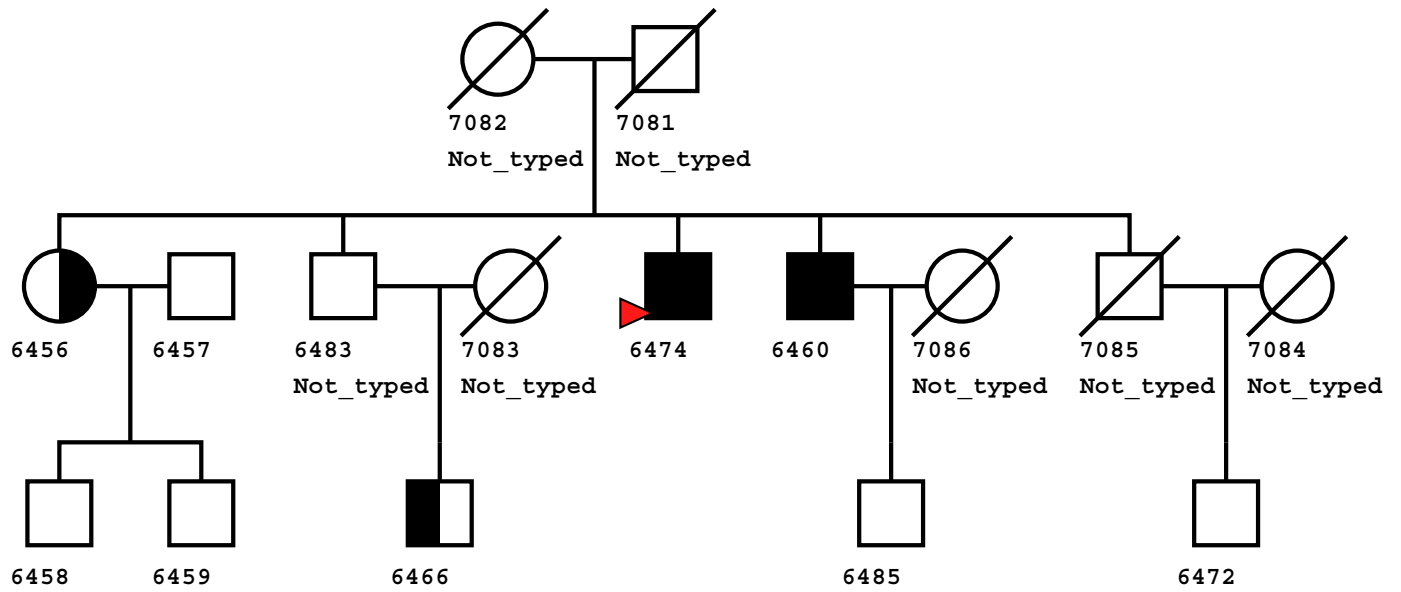 7082 7081
Not_typed Not_typed
6456 6457 6483 7083 6474 6460 7086 7085 7084
Not_typed Not_typed Not_typed Not_typed Not_typed
6458 6459 6466 6485 6472